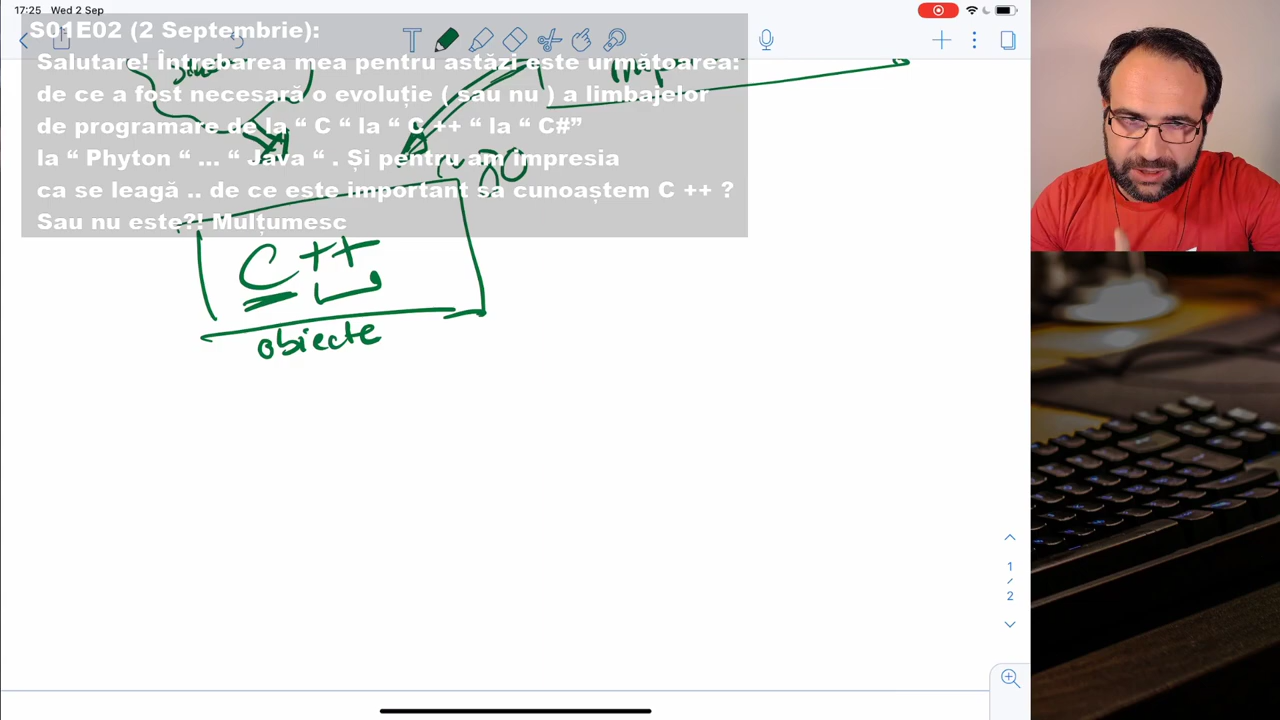 17:25 Wed 2 Sep
S01E02 (2 Septembrie):
Salutare! Întrebarea mea pentru astăzi este următoarea:
de ce a fost necesară o evoluție ( sau nu ) a limbajelor
de programare de la “ C “ la “ C ++ “ la “ C#”
la “ Phyton “ ... “ Java “ . Și pentru am impresia
ca se leagă .. de ce este important sa cunoaștem C ++ ?
Sau nu este?! Mulțumesc
C++
obiecte
1
/
2